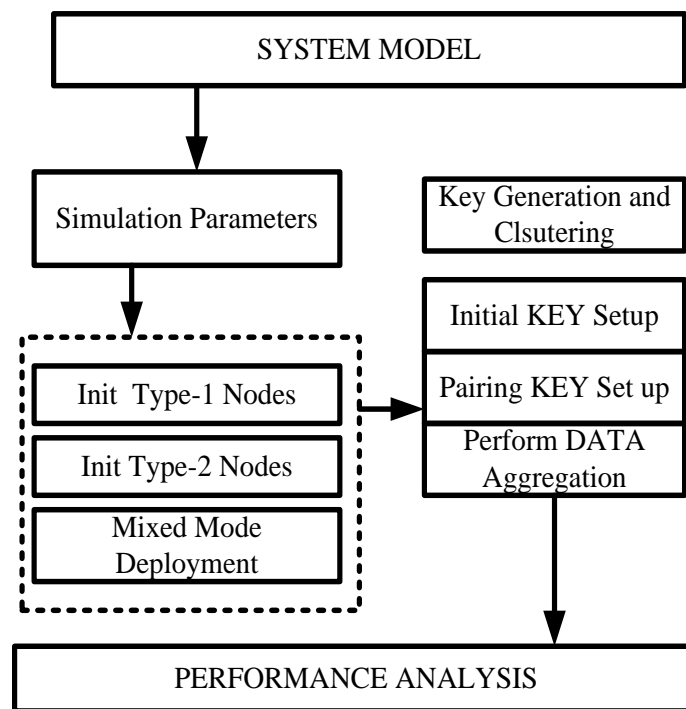 SYSTEM MODEL
Simulation Parameters
Key Generation and
Clsutering
Initial KEY Setup
Pairing KEY Set up
Perform DATA
Aggregation
Init Type-1 Nodes
Init Type-2 Nodes
Mixed Mode
Deployment
PERFORMANCE ANALYSIS